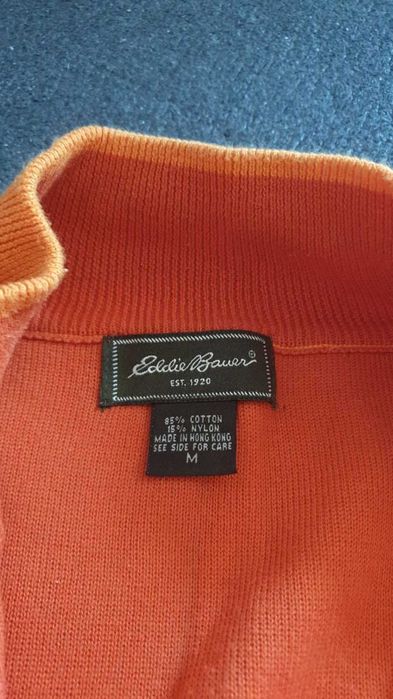 Eddie Bauer
EST. 1920
85% COTTON
15% NYLON
MADE IN HONG KONG
SEE SIDE FOR CARE
M